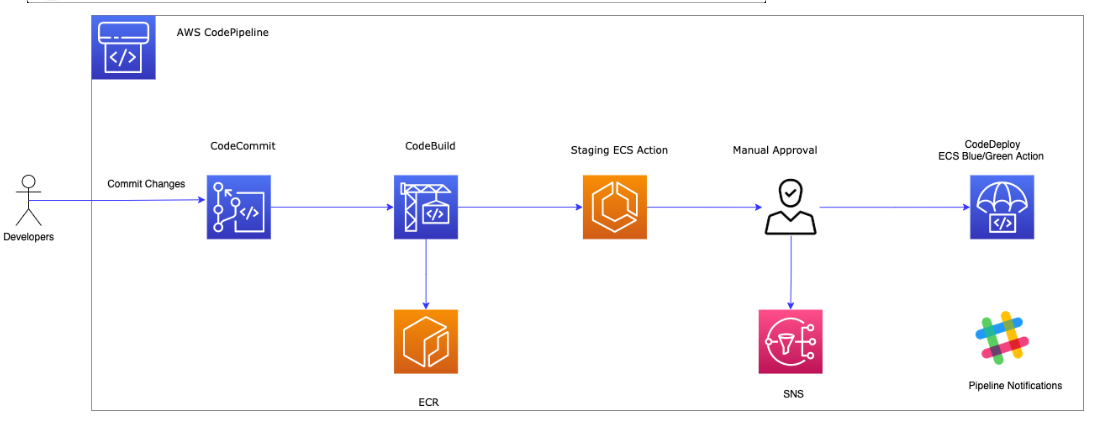 AWS CodePipeline
CodeCommit
CodeBuild
Staging ECS Action
Manual Approval
CodeDeploy
ECS Blue/Green Action
Commit Changes
Developers
ECR
SNS
Pipeline Notifications